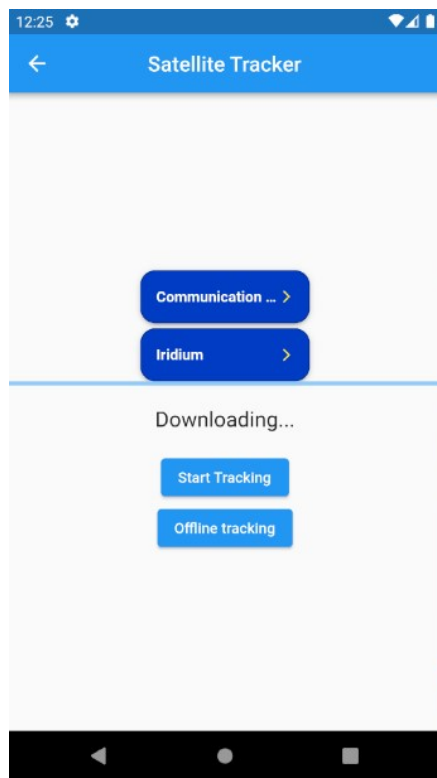 12:25
Satellite Tracker
Communication ...
Iridium
Downloading...
Start Tracking
Offline tracking